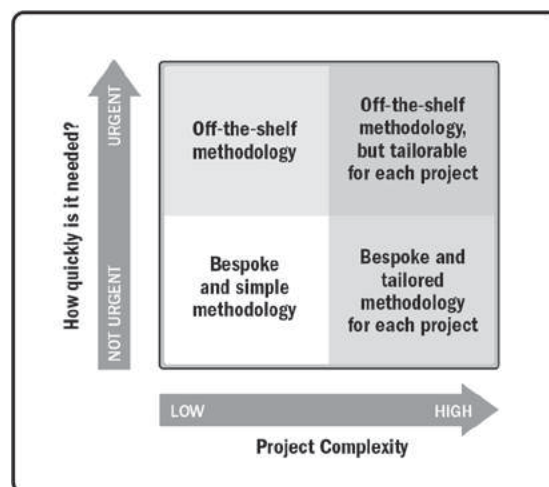 How quickly is it needed?
URGENT
NOT URGENT
Off-the-shelf
methodology
Off-the-shelf
methodology,
but tailorable
for each project
Bespoke
and simple
methodology
Bespoke and
tailored
methodology
for each project
LOW
HIGH
Project Complexity